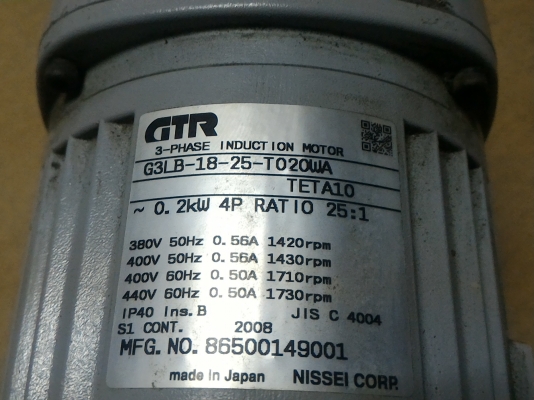 GTR
3-PHASE INDUCTION MOTOR
G3LB-18-25-T020WA
TETA10
~ 0.2kW 4P RATIO 25:1
380V 50Hz 0.56A 1420rpm
400V 50Hz 0.56A 1430rpm
400V 60Hz 0.50A 1710rpm
440V 60Hz 0.50A 1730rpm
IP40 Ins.B JIS C 4004
S1 CONT. 2008
MFG. NO. 86500149001
made in Japan NISSEI CORP.